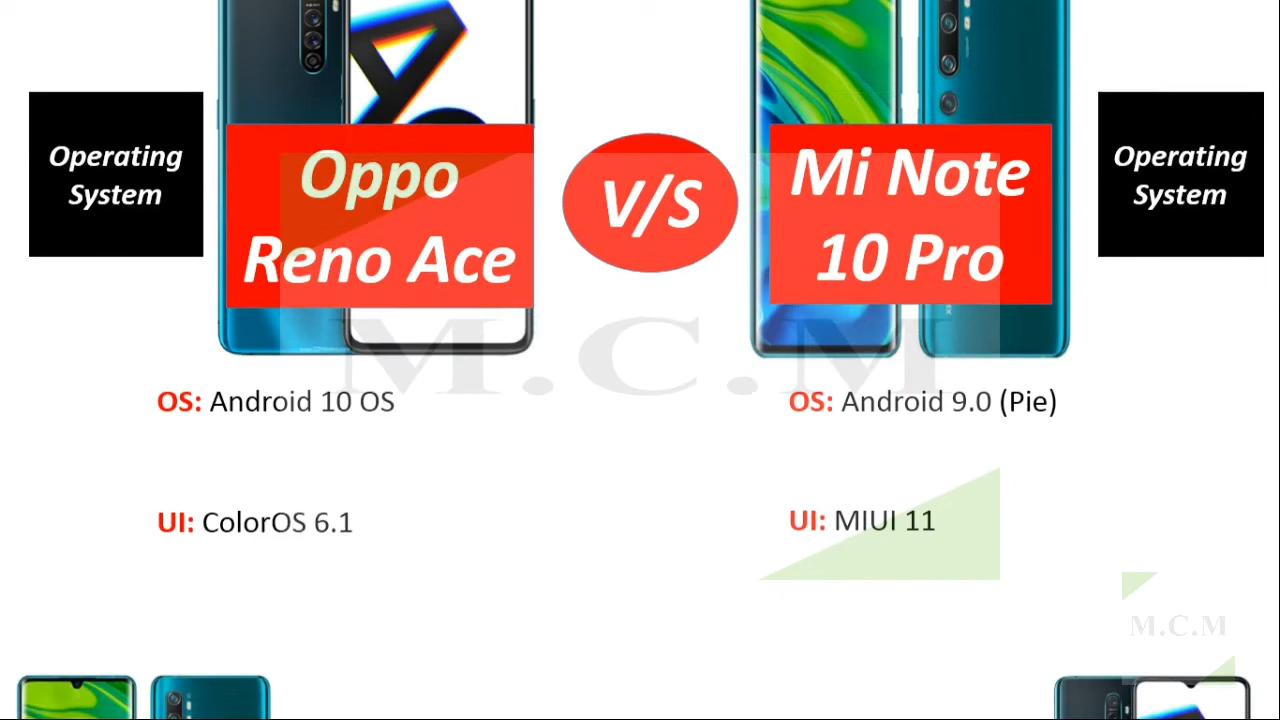 Operating
System
Oppo
Reno Ace
V/S
Mi Note
10 Pro
Operating
System
M.C.M
OS: Android 10 OS
OS: Android 9.0 (Pie)
UI: ColorOS 6.1
UI: MIUI 11
M.C.M